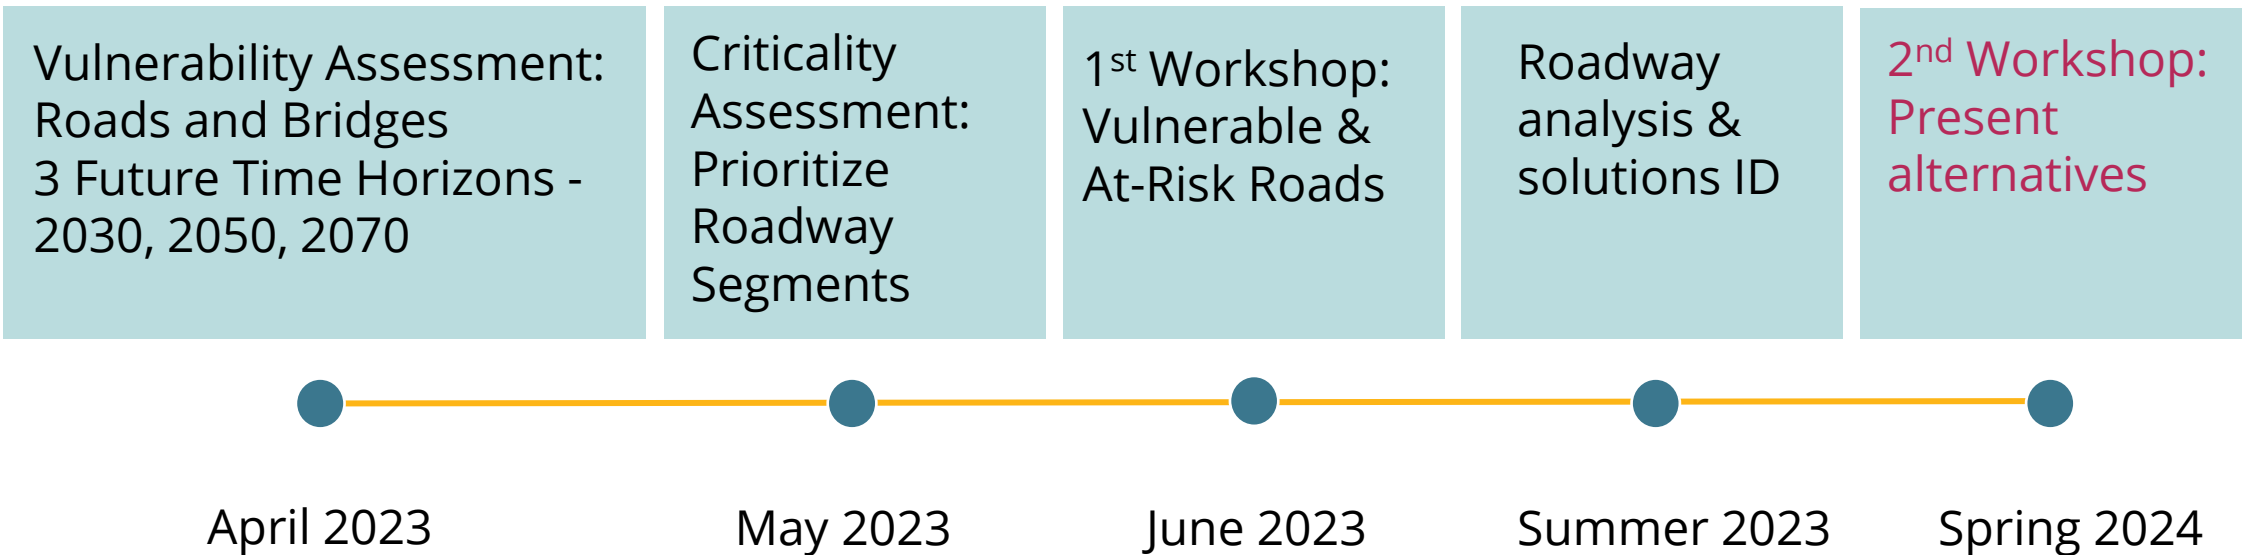 Vulnerability Assessment:
Roads and Bridges
3 Future Time Horizons -
2030, 2050, 2070
Criticality
Assessment:
Prioritize
Roadway
Segments
1st Workshop:
Vulnerable &
At-Risk Roads
Roadway
analysis &
solutions ID
2nd Workshop:
Present
alternatives
April 2023
May 2023
June 2023
Summer 2023
Spring 2024